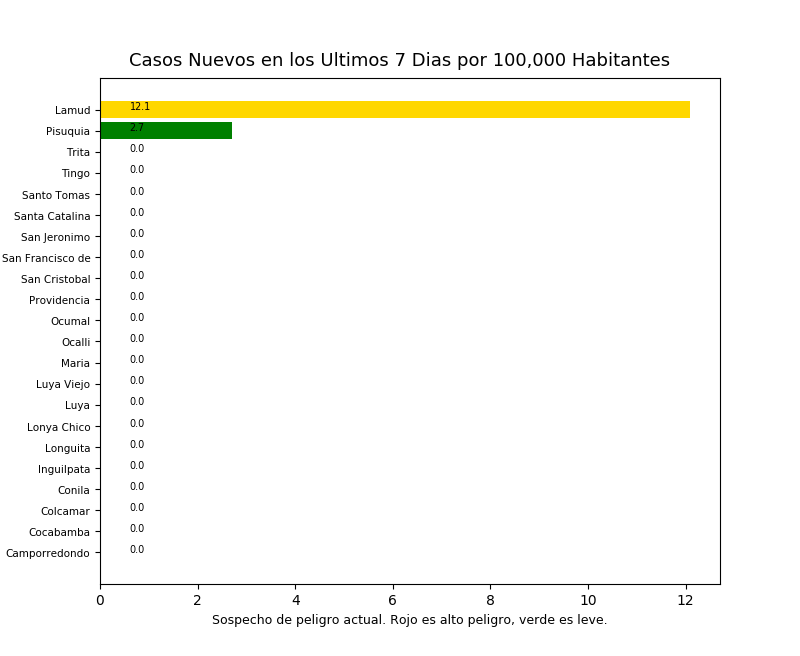 Casos Nuevos en los Ultimos 7 Dias por 100,000 Habitantes
Lamud 12.1
Pisuquia 2.7
Trita 0.0
Tingo 0.0
Santo Tomas 0.0
Santa Catalina 0.0
San Jeronimo 0.0
San Francisco de 0.0
San Cristobal 0.0
Providencia 0.0
Ocumal 0.0
Ocalli 0.0
Maria 0.0
Luya Viejo 0.0
Luya 0.0
Lonya Chico 0.0
Longuita 0.0
Inguilpata 0.0
Conila 0.0
Colcamar 0.0
Cocabamba 0.0
Camporredondo 0.0
0 2 4 6 8 10 12
Sospecho de peligro actual. Rojo es alto peligro, verde es leve.